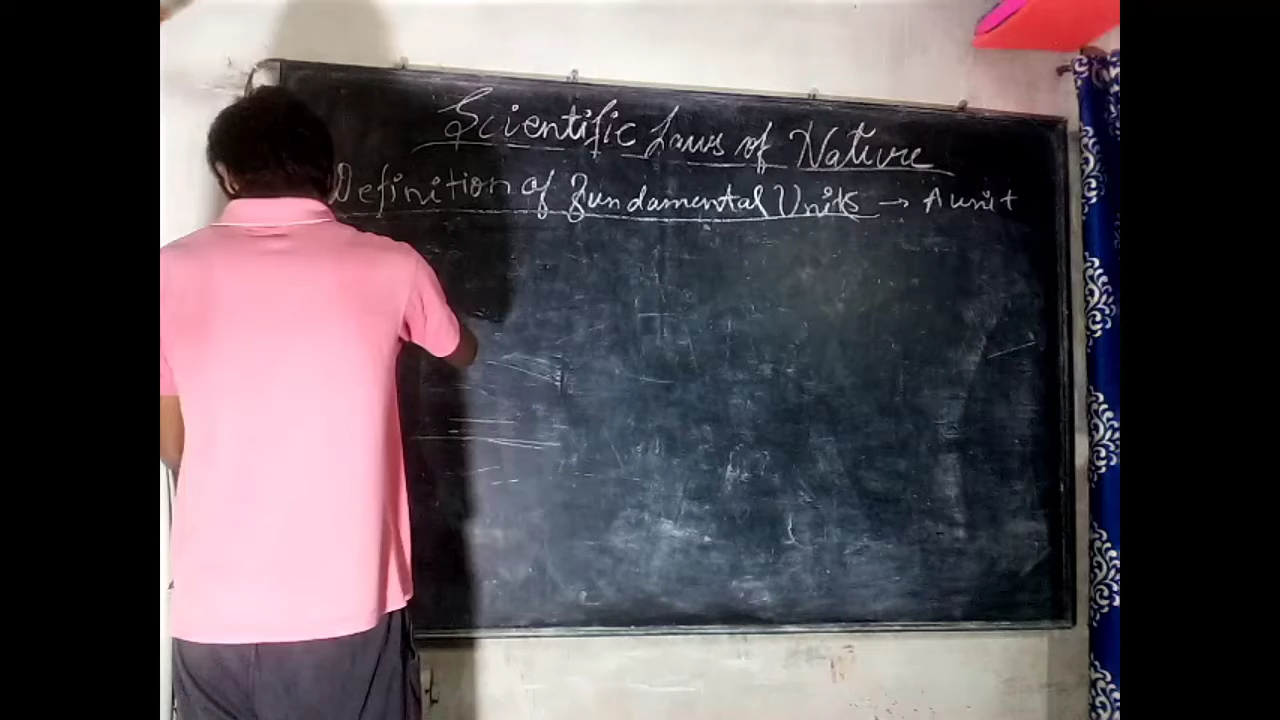 Scientific Laws of Nature
Definition of Fundamental Units → A unit